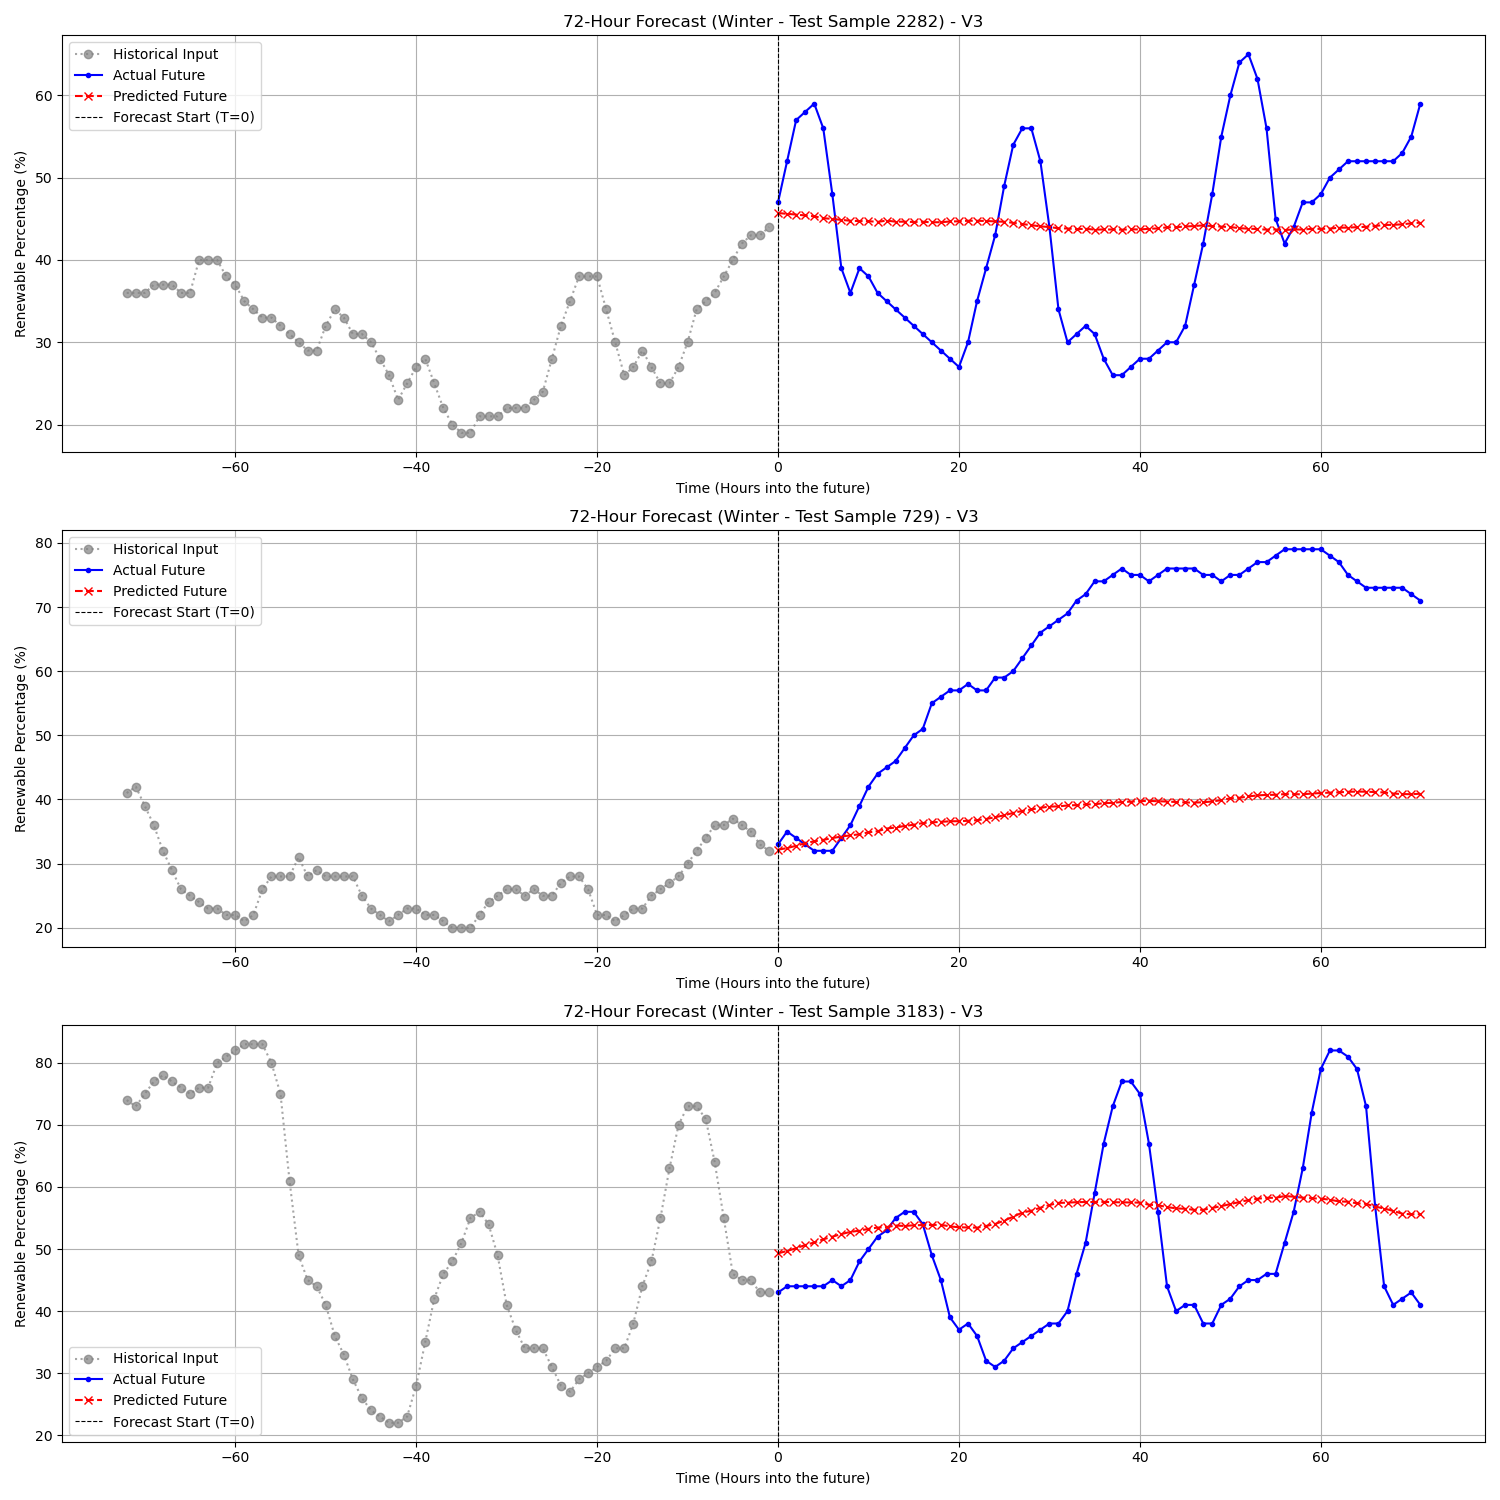 72-Hour Forecast (Winter - Test Sample 2282) - V3
Historical Input
Actual Future
Predicted Future
Forecast Start (T=0)
Renewable Percentage (%)
60
50
40
30
20
−60 −40 −20 0 20 40 60
Time (Hours into the future)
72-Hour Forecast (Winter - Test Sample 729) - V3
Historical Input
Actual Future
Predicted Future
Forecast Start (T=0)
Renewable Percentage (%)
80
70
60
50
40
30
20
−60 −40 −20 0 20 40 60
Time (Hours into the future)
72-Hour Forecast (Winter - Test Sample 3183) - V3
Renewable Percentage (%)
80
70
60
50
40
30
20
Historical Input
Actual Future
Predicted Future
Forecast Start (T=0)
−60 −40 −20 0 20 40 60
Time (Hours into the future)